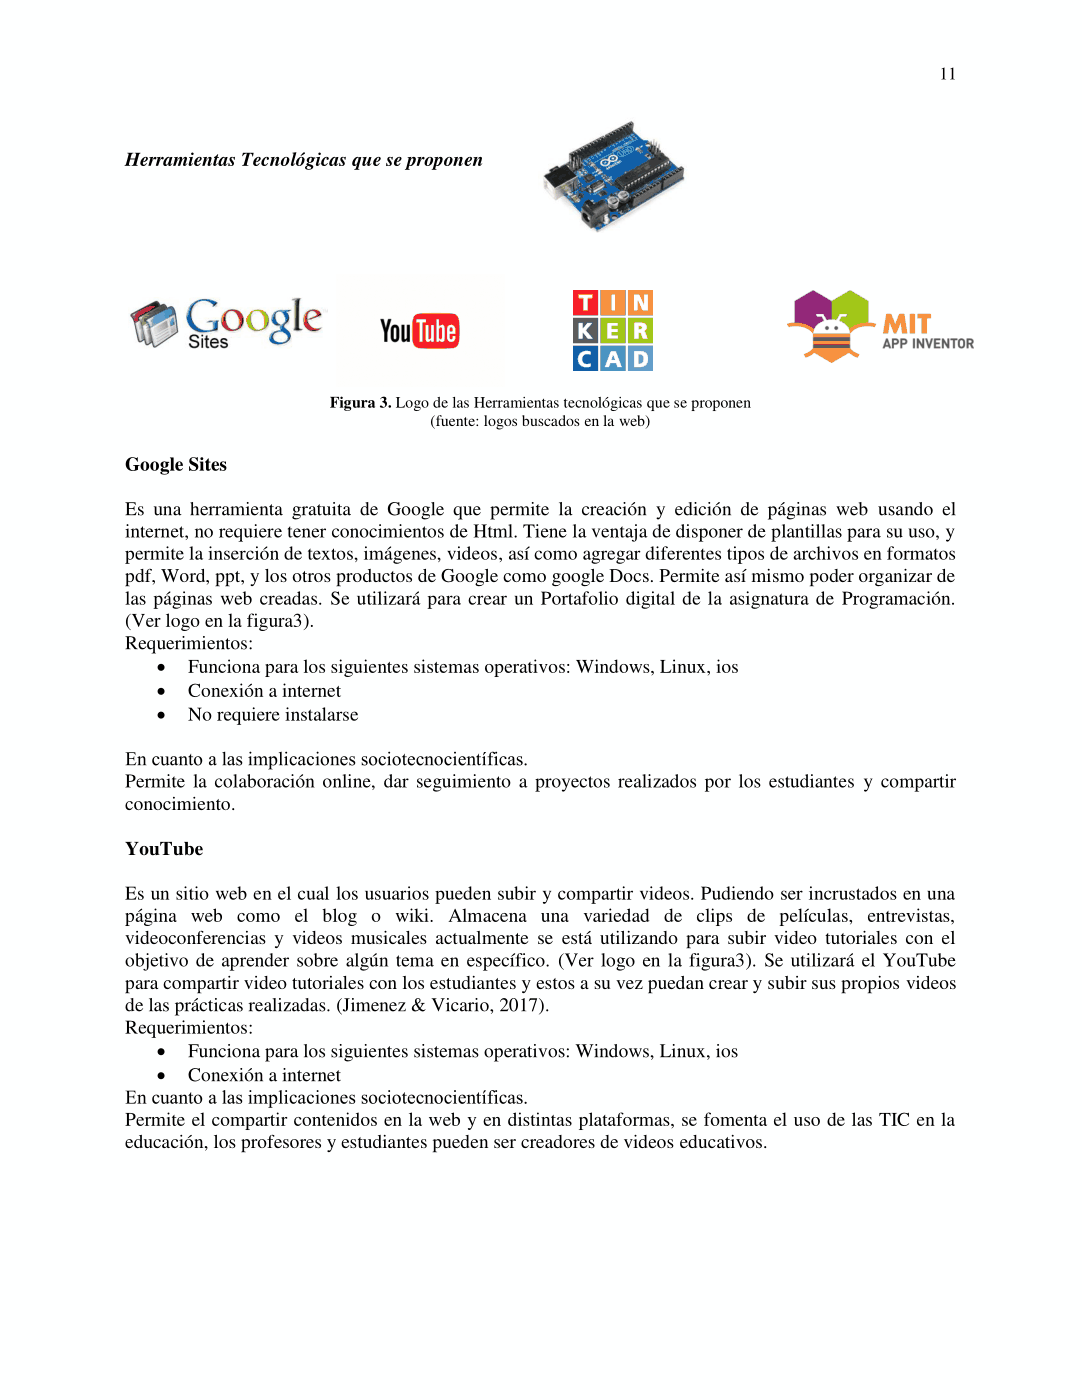 11
Herramientas Tecnológicas que se proponen
Google
Sites
YouTube
TIN
KER
CAD
MIT
APP INVENTOR
Figura 3. Logo de las Herramientas tecnológicas que se proponen
(fuente: logos buscados en la web)
Google Sites
Es una herramienta gratuita de Google que permite la creación y edición de páginas web usando el
internet, no requiere tener conocimientos de Html. Tiene la ventaja de disponer de plantillas para su uso, y
permite la inserción de textos, imágenes, videos, así como agregar diferentes tipos de archivos en formatos
pdf, Word, ppt, y los otros productos de Google como google Docs. Permite así mismo poder organizar de
las páginas web creadas. Se utilizará para crear un Portafolio digital de la asignatura de Programación.
(Ver logo en la figura3).
Requerimientos:
• Funciona para los siguientes sistemas operativos: Windows, Linux, ios
• Conexión a internet
• No requiere instalarse
En cuanto a las implicaciones sociotecnocientíficas.
Permite la colaboración online, dar seguimiento a proyectos realizados por los estudiantes y compartir
conocimiento.
YouTube
Es un sitio web en el cual los usuarios pueden subir y compartir videos. Pudiendo ser incrustados en una
página web como el blog o wiki. Almacena una variedad de clips de películas, entrevistas,
videoconferencias y videos musicales actualmente se está utilizando para subir video tutoriales con el
objetivo de aprender sobre algún tema en específico. (Ver logo en la figura3). Se utilizará el YouTube
para compartir video tutoriales con los estudiantes y estos a su vez puedan crear y subir sus propios videos
de las prácticas realizadas. (Jimenez & Vicario, 2017).
Requerimientos:
• Funciona para los siguientes sistemas operativos: Windows, Linux, ios
• Conexión a internet
En cuanto a las implicaciones sociotecnocientíficas.
Permite el compartir contenidos en la web y en distintas plataformas, se fomenta el uso de las TIC en la
educación, los profesores y estudiantes pueden ser creadores de videos educativos.